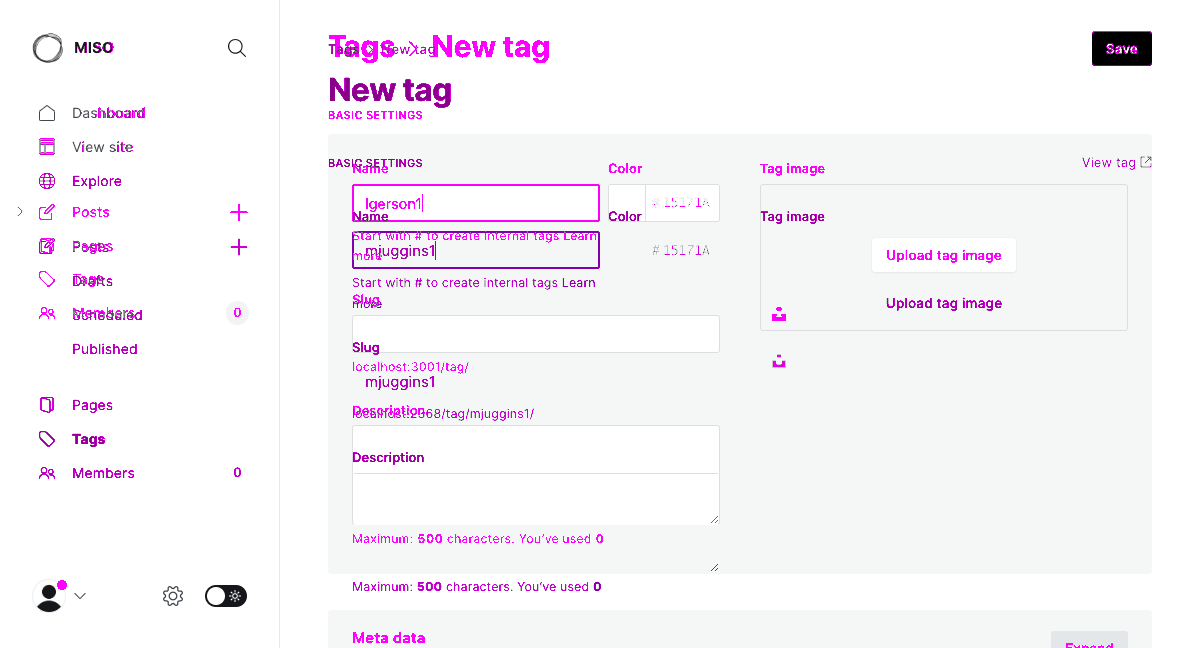 MISO
Dashboard
Inboard
View site
Explore
Posts
Pages
Posts
Tags
Drafts
Members
Scheduled
0
Published
Pages
Tags
Members
0
Tags > New tag
Tags > New tag
Save
New tag
BASIC SETTINGS
BASIC SETTINGS
View tag
Name
Color
Tag image
lgerson1
# 15171A
Name
Color
Tag image
Start with # to create internal tags Learn
more
mjuggins1
# 15171A
Upload tag image
Start with # to create internal tags Learn
more
Slug
Upload tag image
Slug
localhost:3001/tag/
mjuggins1
Description
localhost:2368/tag/mjuggins1/
Description
Maximum: 500 characters. You've used 0
Maximum: 500 characters. You've used 0
Meta data
Expand